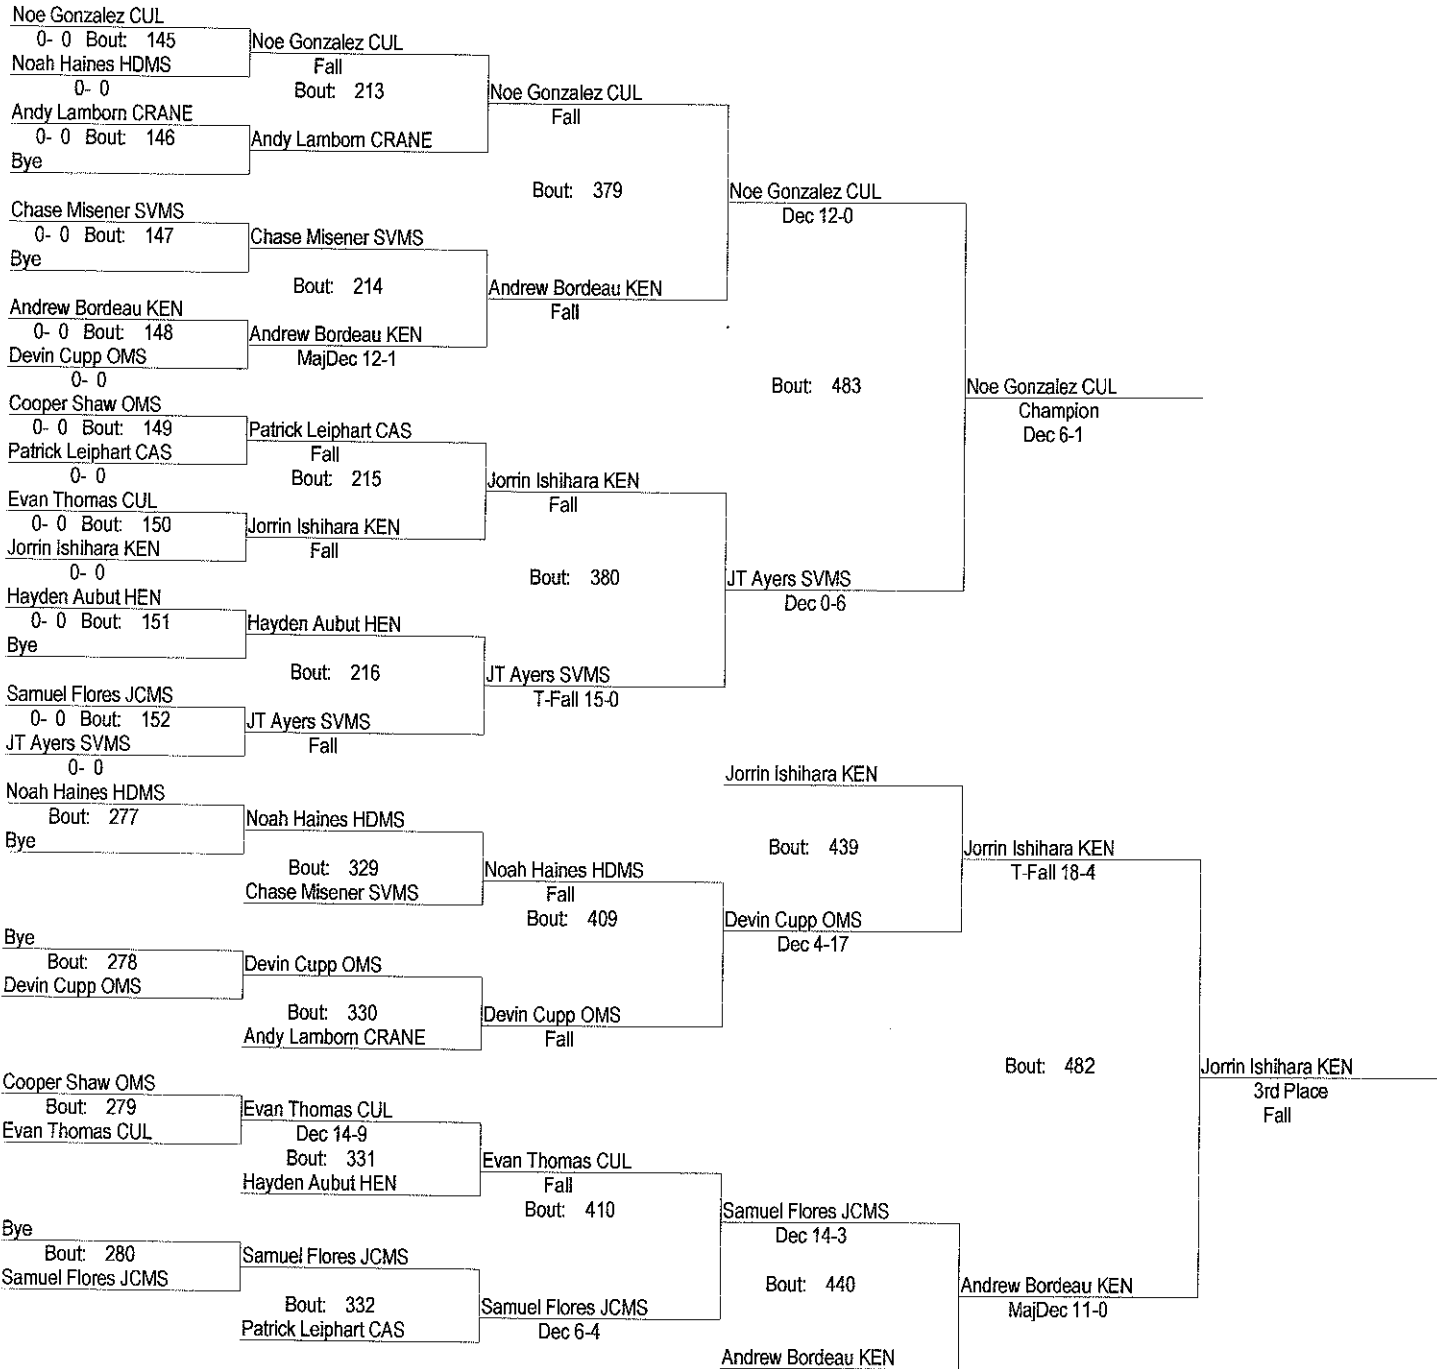 Noe Gonzalez CUL
0- 0 Bout: 145
Noah Haines HDMS
0- 0
Andy Lamborn CRANE
0- 0 Bout: 146
Bye
Chase Misener SVMS
0- 0 Bout: 147
Bye
Andrew Bordeau KEN
0- 0 Bout: 148
Devin Cupp OMS
0- 0
Cooper Shaw OMS
0- 0 Bout: 149
Patrick Leiphart CAS
0- 0
Evan Thomas CUL
0- 0 Bout: 150
Jorrin Ishihara KEN
0- 0
Hayden Aubut HEN
0- 0 Bout: 151
Bye
Samuel Flores JCMS
0- 0 Bout: 152
JT Ayers SVMS
0- 0
Noe Gonzalez CUL
Fall
Bout: 213
Andy Lamborn CRANE
Chase Misener SVMS
Bout: 214
Andrew Bordeau KEN
MajDec 12-1
Patrick Leiphart CAS
Fall
Bout: 215
Jorrin Ishihara KEN
Fall
Hayden Aubut HEN
Bout: 216
JT Ayers SVMS
Fall
Noe Gonzalez CUL
Fall
Bout: 379
Andrew Bordeau KEN
Fall
Jorrin Ishihara KEN
Fall
Bout: 380
JT Ayers SVMS
T-Fall 15-0
Noe Gonzalez CUL
Dec 12-0
Bout: 483
JT Ayers SVMS
Dec 0-6
Noe Gonzalez CUL
Champion
Dec 6-1
Noah Haines HDMS
Bout: 277
Bye
Bye
Bout: 278
Devin Cupp OMS
Cooper Shaw OMS
Bout: 279
Evan Thomas CUL
Bye
Bout: 280
Samuel Flores JCMS
Noah Haines HDMS
Bout: 329
Chase Misener SVMS
Devin Cupp OMS
Bout: 330
Andy Lamborn CRANE
Evan Thomas CUL
Dec 14-9
Bout: 331
Hayden Aubut HEN
Samuel Flores JCMS
Bout: 332
Patrick Leiphart CAS
Noah Haines HDMS
Fall
Bout: 409
Devin Cupp OMS
Fall
Evan Thomas CUL
Fall
Bout: 410
Samuel Flores JCMS
Dec 6-4
Jorrin Ishihara KEN
Bout: 439
Devin Cupp OMS
Dec 4-17
Samuel Flores JCMS
Dec 14-3
Bout: 440
Andrew Bordeau KEN
Jorrin Ishihara KEN
T-Fall 18-4
Bout: 482
Andrew Bordeau KEN
MajDec 11-0
Jorrin Ishihara KEN
3rd Place
Fall